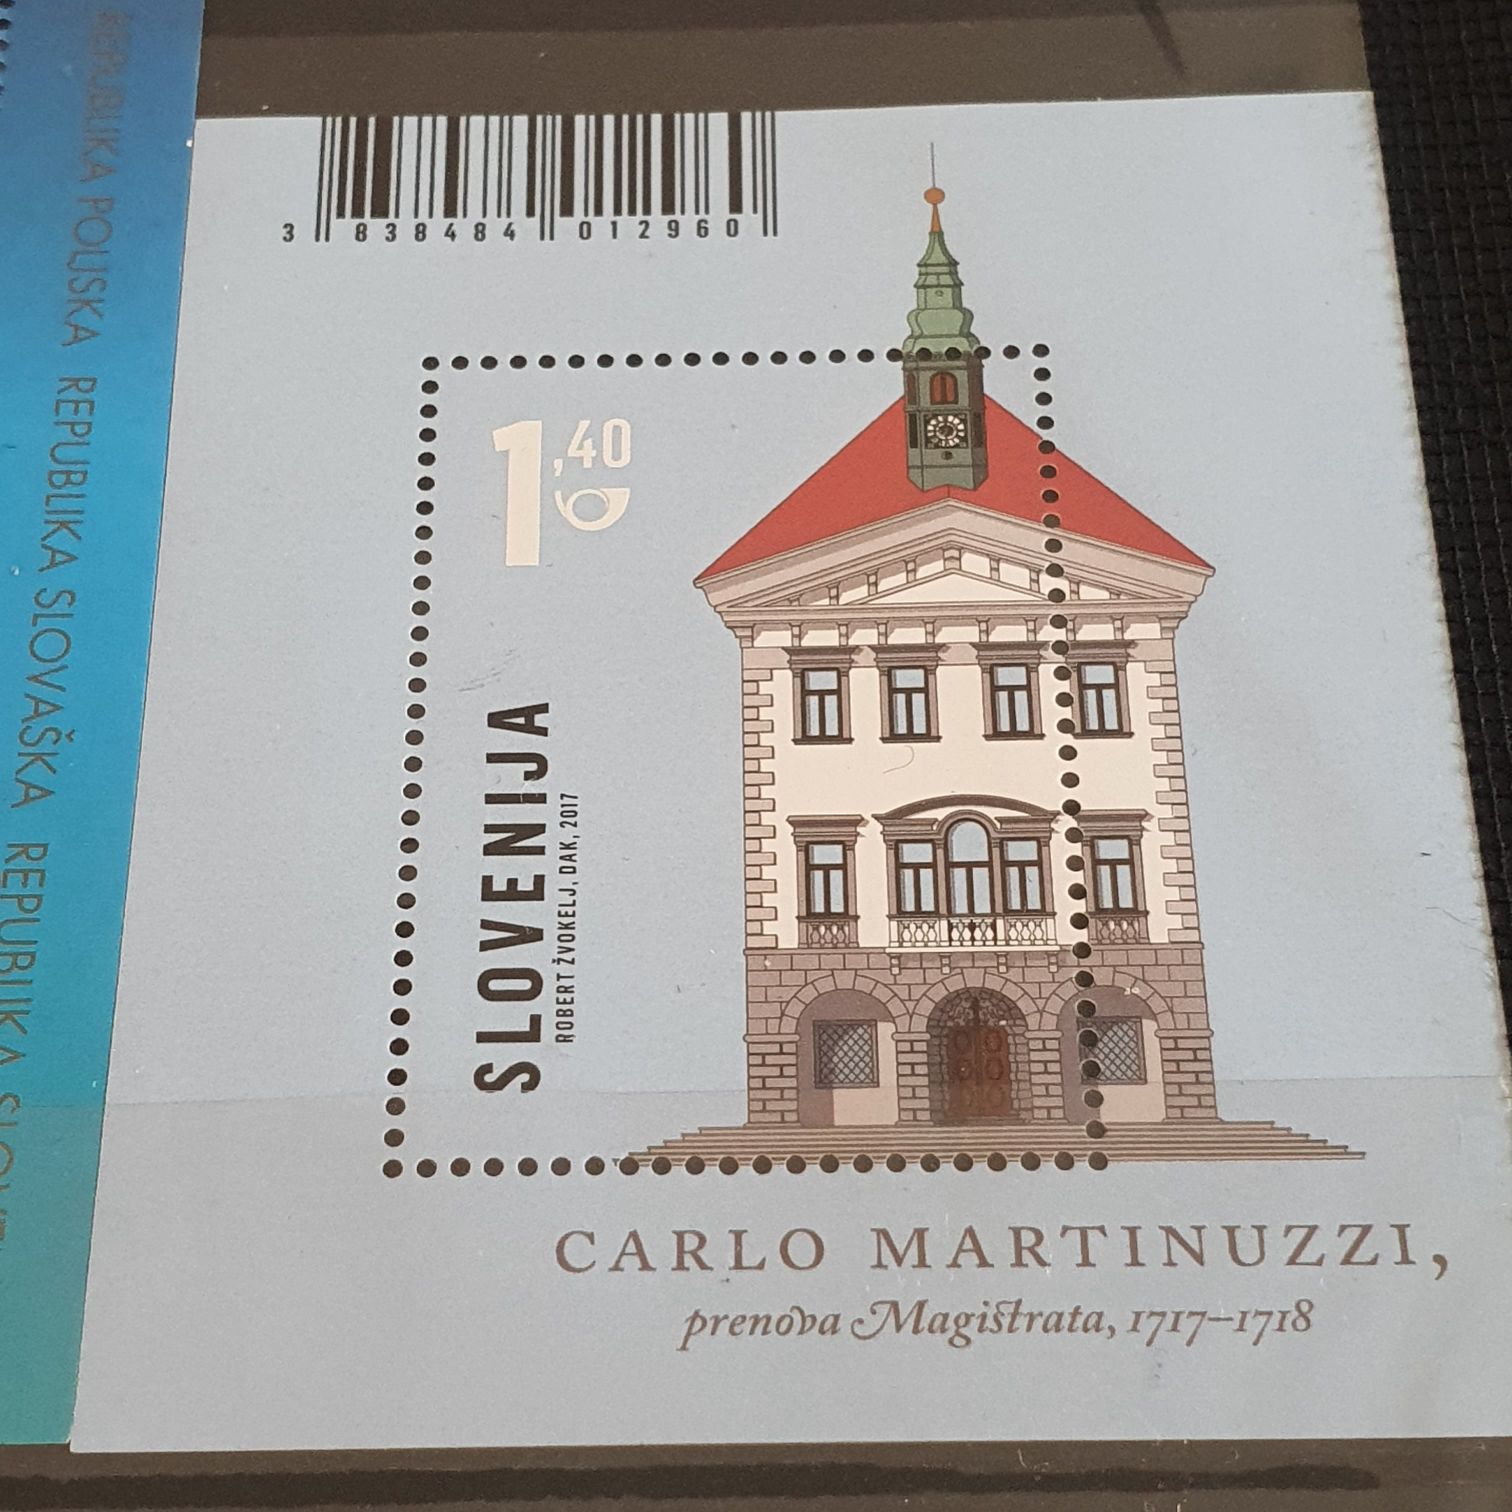 REPUBLIKA POLJSKA REPUBLIKA SLOVAŠKA REPUBLIKA
3 838484 012960
1,40
SLOVENIJA
ROBERT ŽVOKELJ, DAK, 2017
CARLO MARTINUZZI,
prenova Magistrata, 1717–1718